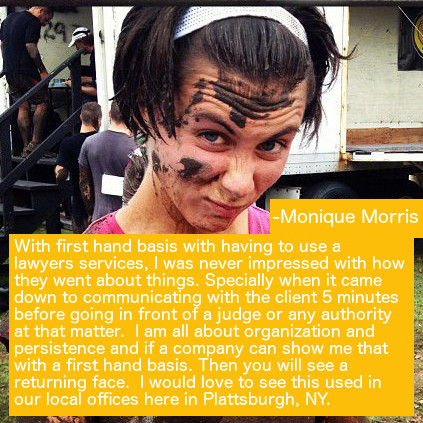 29
-Monique Morris
With first hand basis with having to use a
lawyers services, I was never impressed with how
they went about things. Specially when it came
down to communicating with the client 5 minutes
before going in front of a judge or any authority
at that matter.  I am all about organization and
persistence and if a company can show me that
with a first hand basis. Then you will see a
returning face.  I would love to see this used in
our local offices here in Plattsburgh, NY.